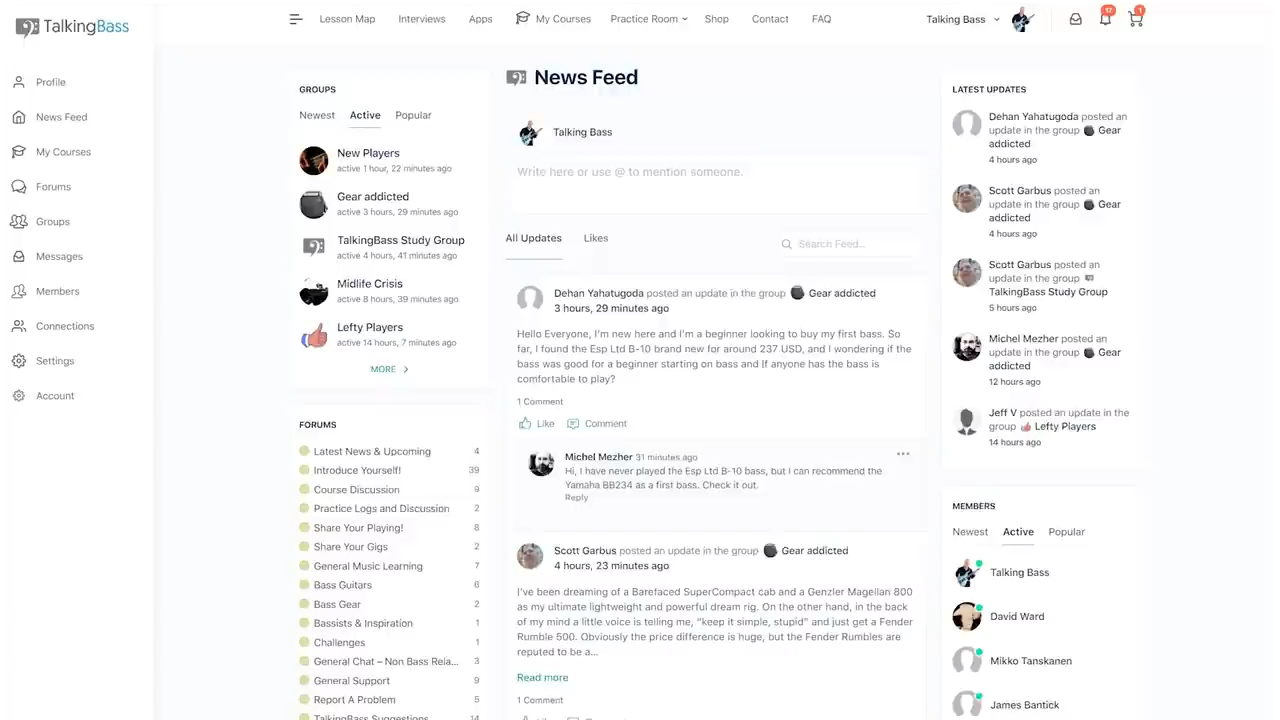 TalkingBass
Lesson Map
Interviews
Apps
My Courses
Practice Room
Shop
Contact
FAQ
Talking Bass
17
1
Profile
News Feed
My Courses
Forums
Groups
Messages
Members
Connections
Settings
Account
GROUPS
Newest Active Popular
New Players
active 1 hour, 22 minutes ago
Gear addicted
active 3 hours, 29 minutes ago
TalkingBass Study Group
active 4 hours, 41 minutes ago
Midlife Crisis
active 8 hours, 39 minutes ago
Lefty Players
active 14 hours, 7 minutes ago
MORE
FORUMS
Latest News & Upcoming 4
Introduce Yourself! 39
Course Discussion 9
Practice Logs and Discussion 2
Share Your Playing! 8
Share Your Gigs 2
General Music Learning 7
Bass Guitars 6
Bass Gear 2
Bassists & Inspiration 1
Challenges 1
General Chat – Non Bass Rela... 3
General Support 9
Report A Problem 5
TalkingBass Suggestions 14
News Feed
Talking Bass
Write here or use @ to mention someone.
All Updates Likes
Search Feed...
Dehan Yahatugoda posted an update in the group Gear addicted
3 hours, 29 minutes ago
Hello Everyone, I'm new here and I'm a beginner looking to buy my first bass. So
far, I found the Esp Ltd B-10 brand new for around 237 USD, and I wondering if the
bass was good for a beginner starting on bass and If anyone has the bass is
comfortable to play?
1 Comment
Like Comment
Michel Mezher 31 minutes ago
Hi, I have never played the Esp Ltd B-10 bass, but I can recommend the
Yamaha BB234 as a first bass. Check it out.
Reply
Scott Garbus posted an update in the group Gear addicted
4 hours, 23 minutes ago
I've been dreaming of a Barefaced SuperCompact cab and a Genzler Magellan 800
as my ultimate lightweight and powerful dream rig. On the other hand, in the back
of my mind a little voice is telling me, "keep it simple, stupid" and just get a Fender
Rumble 500. Obviously the price difference is huge, but the Fender Rumbles are
reputed to be a...
Read more
1 Comment
LATEST UPDATES
Dehan Yahatugoda posted an
update in the group Gear
addicted
4 hours ago
Scott Garbus posted an
update in the group Gear
addicted
4 hours ago
Scott Garbus posted an
update in the group
TalkingBass Study Group
5 hours ago
Michel Mezher posted an
update in the group Gear
addicted
12 hours ago
Jeff V posted an update in the
group Lefty Players
14 hours ago
MEMBERS
Newest Active Popular
Talking Bass
David Ward
Mikko Tanskanen
James Bantick